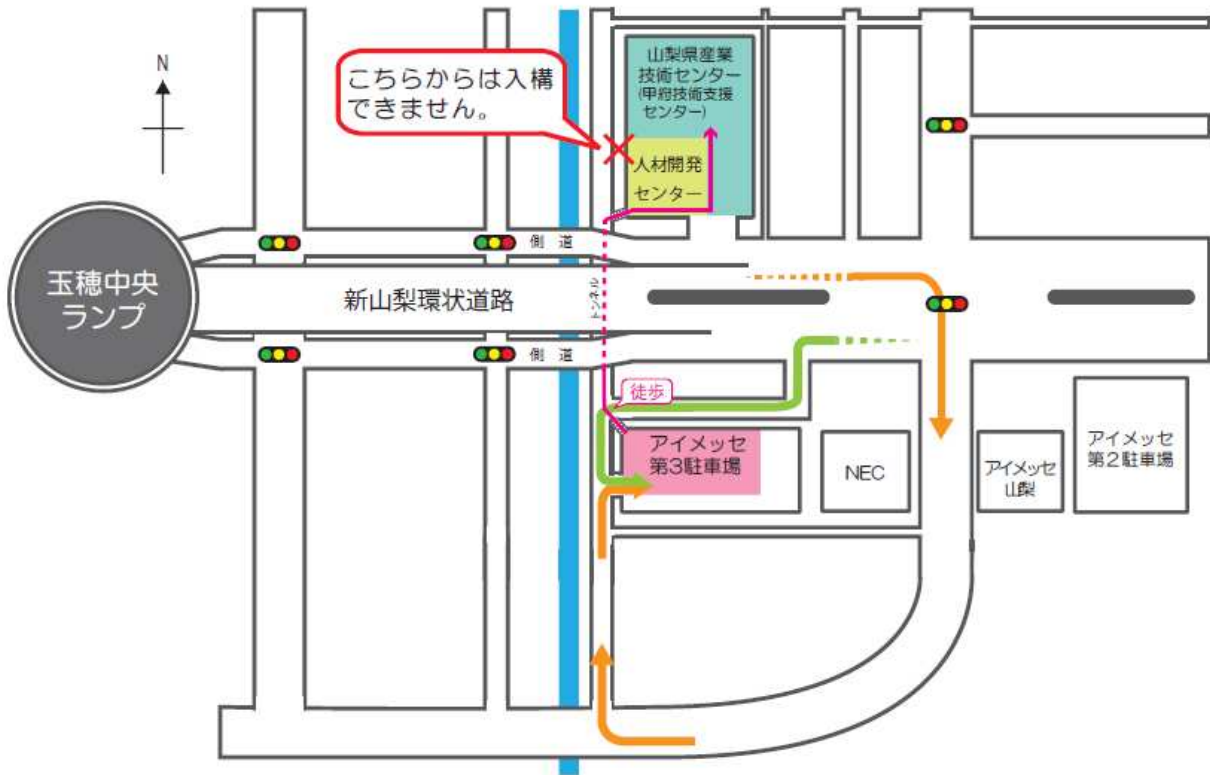 N
こちらからは入構
できません。
山梨県産業
技術センター
(甲府技術支援
センター)
人材開発
センター
玉穂中央
ランプ
側 道
新山梨環状道路
トンネル
側 道
徒歩
アイメッセ
第3駐車場
NEC
アイメッセ
山梨
アイメッセ
第2駐車場